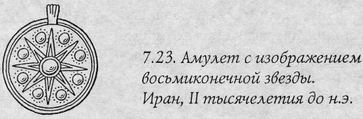 7.23. Амулет с изображением
восьмиконечной звезды.
Иран, II тысячелетия до н.э.